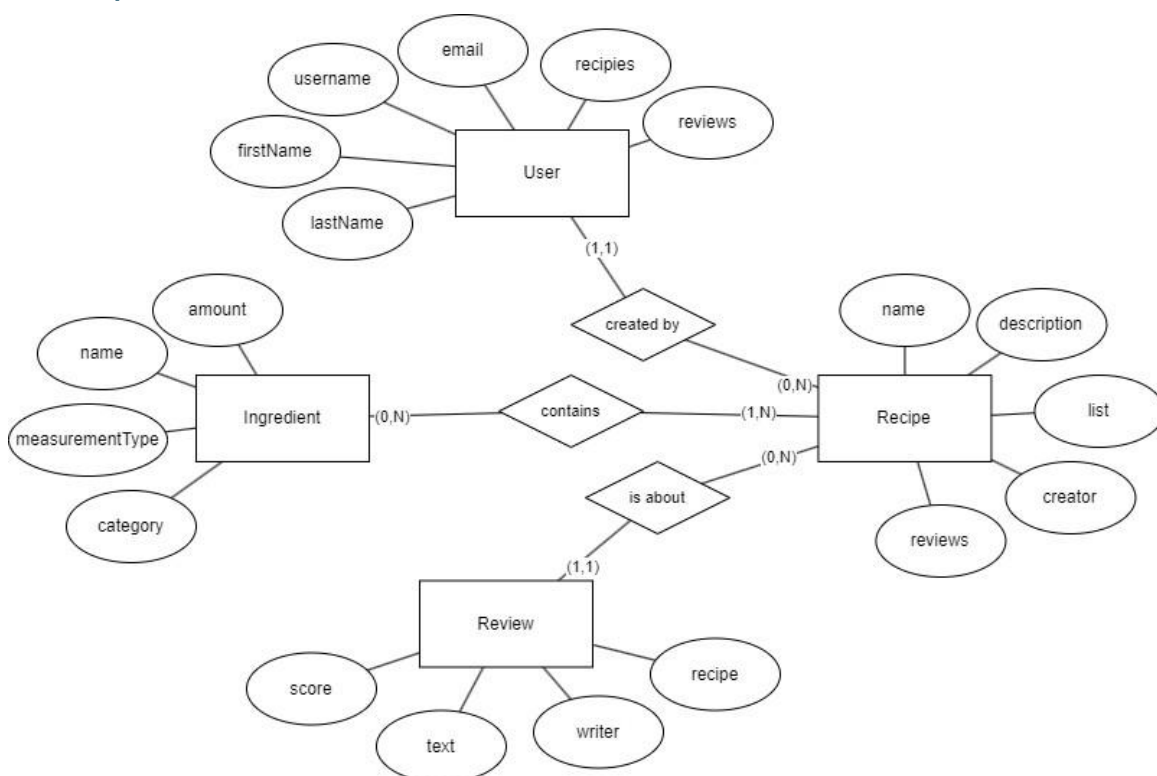 email
recipies
username
reviews
firstName
User
lastName
(1,1)
amount
name
description
created by
name
(0,N)
Ingredient
(0,N)
contains
(1,N)
Recipe
list
measurementType
(0,N)
is about
creator
category
reviews
(1,1)
Review
recipe
score
writer
text